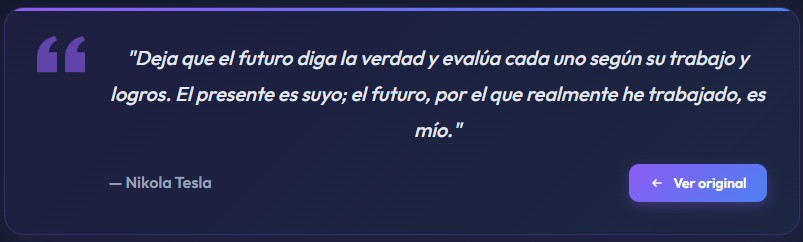 "Deja que el futuro diga la verdad y evalúa cada uno según su trabajo y
logros. El presente es suyo; el futuro, por el que realmente he trabajado, es
mío."
— Nikola Tesla
← Ver original